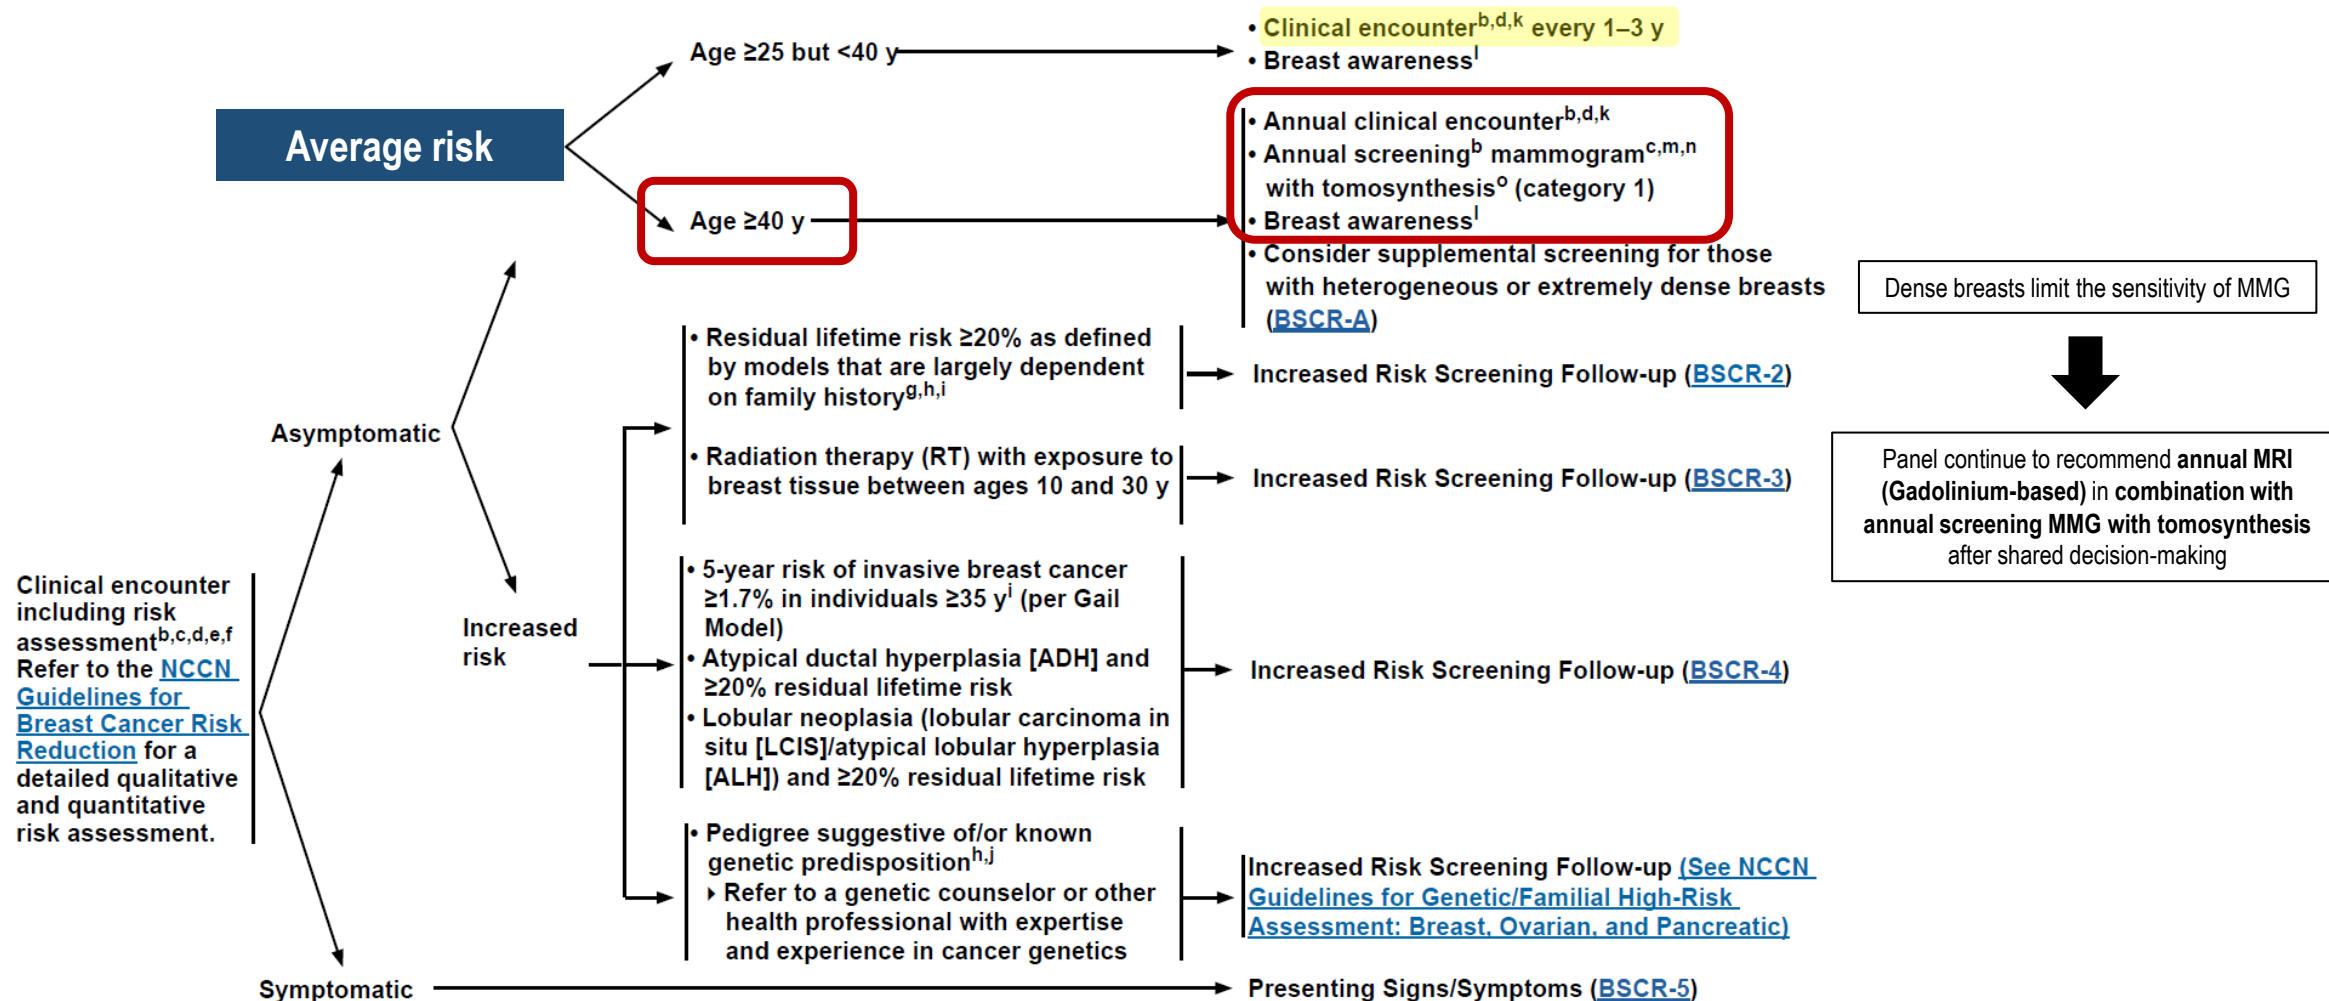 Average risk
Age ≥25 but <40 y
• Clinical encounterb,d,k every 1–3 y
• Breast awarenessl
Age ≥40 y
• Annual clinical encounterb,d,k
• Annual screeningb mammogramc,m,n
with tomosynthesiso (category 1)
• Breast awarenessl
• Consider supplemental screening for those
with heterogeneous or extremely dense breasts
(BSCR-A)
Dense breasts limit the sensitivity of MMG
Panel continue to recommend annual MRI
(Gadolinium-based) in combination with
annual screening MMG with tomosynthesis
after shared decision-making
Clinical encounter
including risk
assessmentb,c,d,e,f
Refer to the NCCN
Guidelines for
Breast Cancer Risk
Reduction for a
detailed qualitative
and quantitative
risk assessment.
Asymptomatic
Increased
risk
• Residual lifetime risk ≥20% as defined
by models that are largely dependent
on family historyg,h,i
Increased Risk Screening Follow-up (BSCR-2)
• Radiation therapy (RT) with exposure to
breast tissue between ages 10 and 30 y
Increased Risk Screening Follow-up (BSCR-3)
• 5-year risk of invasive breast cancer
≥1.7% in individuals ≥35 yi (per Gail
Model)
• Atypical ductal hyperplasia [ADH] and
≥20% residual lifetime risk
• Lobular neoplasia (lobular carcinoma in
situ [LCIS]/atypical lobular hyperplasia
[ALH]) and ≥20% residual lifetime risk
Increased Risk Screening Follow-up (BSCR-4)
• Pedigree suggestive of/or known
genetic predispositionh,j
‣ Refer to a genetic counselor or other
health professional with expertise
and experience in cancer genetics
Increased Risk Screening Follow-up (See NCCN
Guidelines for Genetic/Familial High-Risk
Assessment: Breast, Ovarian, and Pancreatic)
Symptomatic
Presenting Signs/Symptoms (BSCR-5)